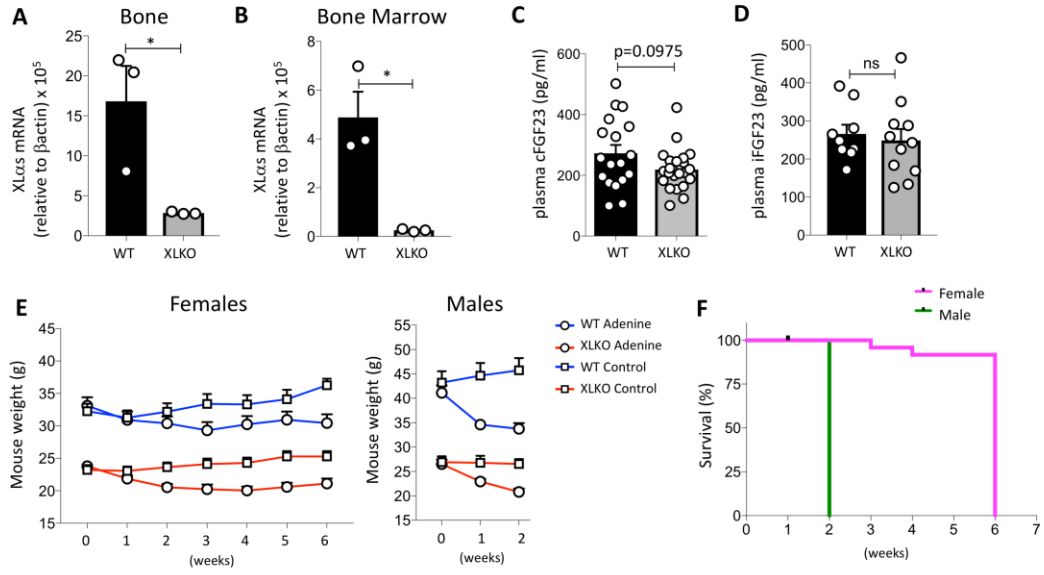 A
Bone
XLαs mRNA
(relative to βactin) x 10⁵
25
20
15
10
5
0
*
WT
XLKO
B
Bone Marrow
XLαs mRNA
(relative to βactin) x 10⁵
8
6
4
2
0
*
WT
XLKO
C
plasma cFGF23 (pg/ml)
600
400
200
0
p=0.0975
WT
XLKO
D
plasma iFGF23
(pg/ml)
500
400
300
200
100
0
ns
WT
XLKO
E
Females
Mouse weight (g)
45
40
35
30
25
20
15
0 1 2 3 4 5 6
(weeks)
Males
Mouse weight (g)
55
50
45
40
35
30
25
20
15
0 1 2
(weeks)
WT Adenine
XLKO Adenine
WT Control
XLKO Control
F
Female
Male
Survival (%)
100
75
50
25
0
0 1 2 3 4 5 6 7
(weeks)